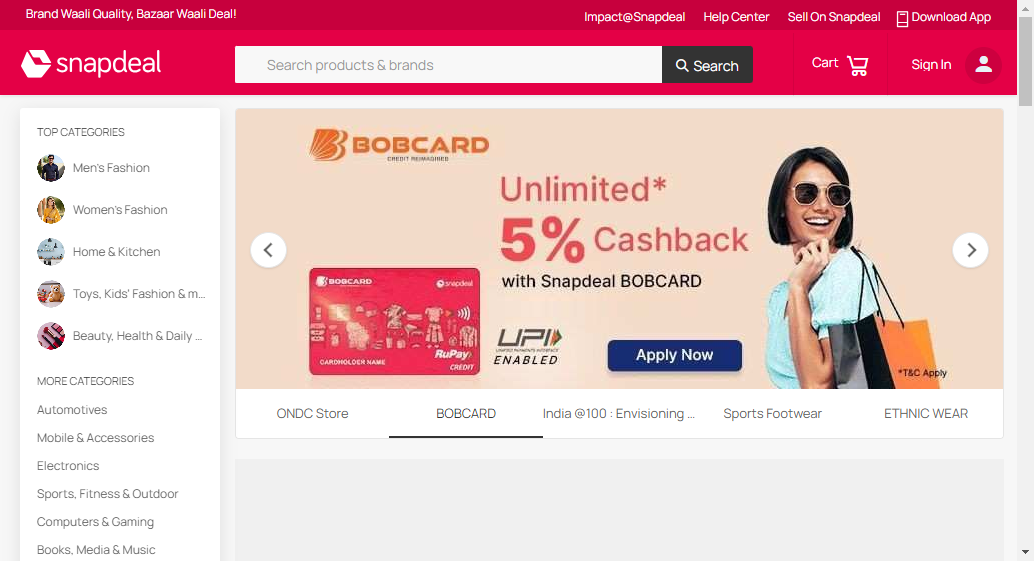 Brand Waali Quality, Bazaar Waali Deal!
Impact@Snapdeal
Help Center
Sell On Snapdeal
Download App
snapdeal
Search products & brands
Search
Cart
Sign In
TOP CATEGORIES
Men's Fashion
Women's Fashion
Home & Kitchen
Toys, Kids' Fashion & m...
Beauty, Health & Daily ...
MORE CATEGORIES
Automotives
Mobile & Accessories
Electronics
Sports, Fitness & Outdoor
Computers & Gaming
Books, Media & Music
BOBCARD
CREDIT REIMAGINED
Unlimited*
5% Cashback
with Snapdeal BOBCARD
BOBCARD
snapdeal
CARDHOLDER NAME
RuPay
CREDIT
UPI
UNIFIED PAYMENTS INTERFACE
ENABLED
Apply Now
*T&C Apply
ONDC Store
BOBCARD
India @100 : Envisioning ...
Sports Footwear
ETHNIC WEAR